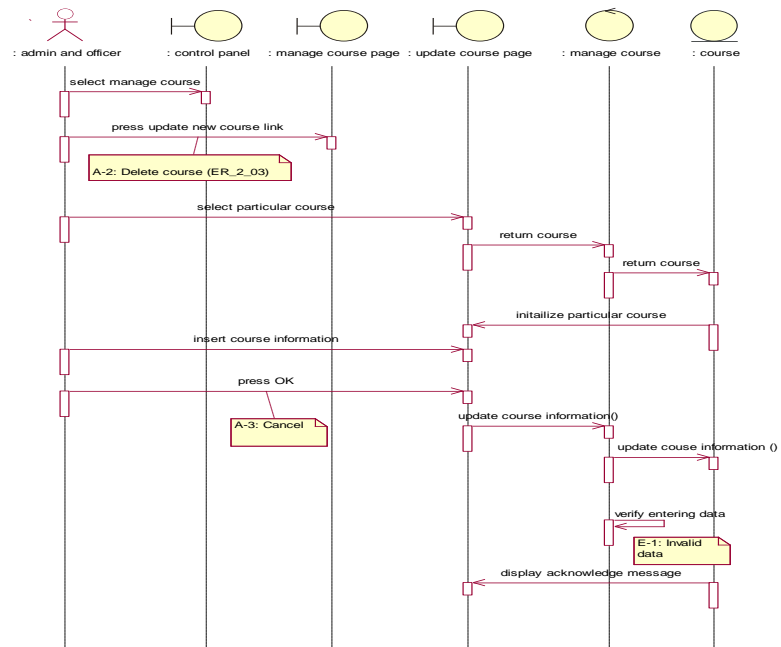 : admin and officer
: control panel
: manage course page
: update course page
: manage course
: course
select manage course
press update new course link
A-2: Delete course (ER_2_03)
select particular course
return course
return course
initailize particular course
insert course information
press OK
A-3: Cancel
update course information()
update couse information ()
verify entering data
E-1: Invalid
data
display acknowledge message